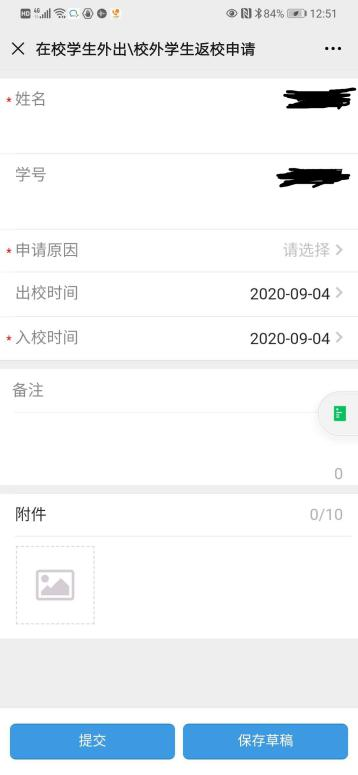 HD 4G 84% 12:51
在校学生外出\校外学生返校申请
* 姓名
学号
* 申请原因 请选择
出校时间 2020-09-04
* 入校时间 2020-09-04
备注
0
附件 0/10
提交 保存草稿